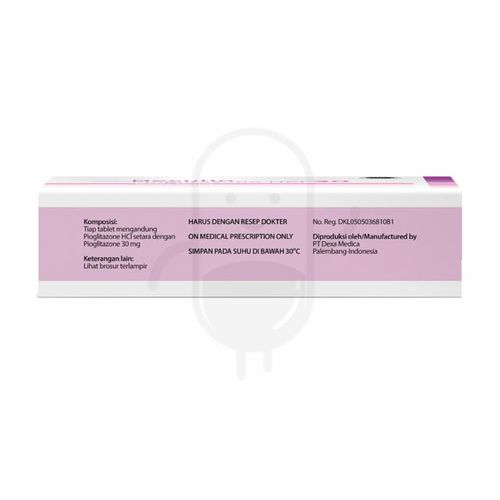 Komposisi:
Tiap tablet mengandung
Pioglitazone HCl setara dengan
Pioglitazone 30 mg
Keterangan lain:
Lihat brosur terlampir
HARUS DENGAN RESEP DOKTER
ON MEDICAL PRESCRIPTION ONLY
SIMPAN PADA SUHU DI BAWAH 30°C
No. Reg. DKL0505036810B1
Diproduksi oleh/Manufactured by
PT Dexa Medica
Palembang-Indonesia